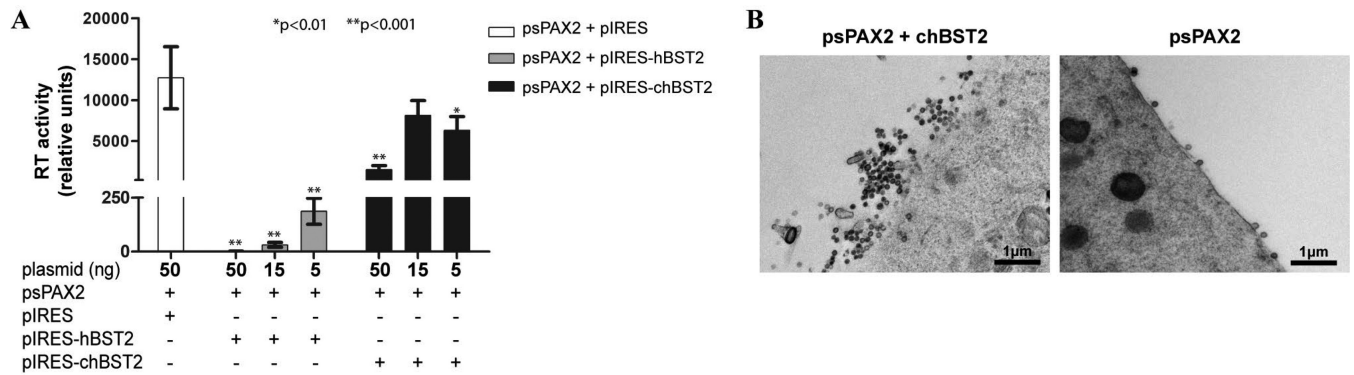 A
20000
15000
10000
5000
250
0
RT activity
(relative units)
*p<0.01 **p<0.001
psPAX2 + pIRES
psPAX2 + pIRES-hBST2
psPAX2 + pIRES-chBST2
** ** ** ** *
plasmid (ng) 50 50 15 5 50 15 5
psPAX2 + + + + + + +
pIRES + - - - - - -
pIRES-hBST2 - + + + - - -
pIRES-chBST2 - - - - + + +
B
psPAX2 + chBST2
1µm
psPAX2
1µm